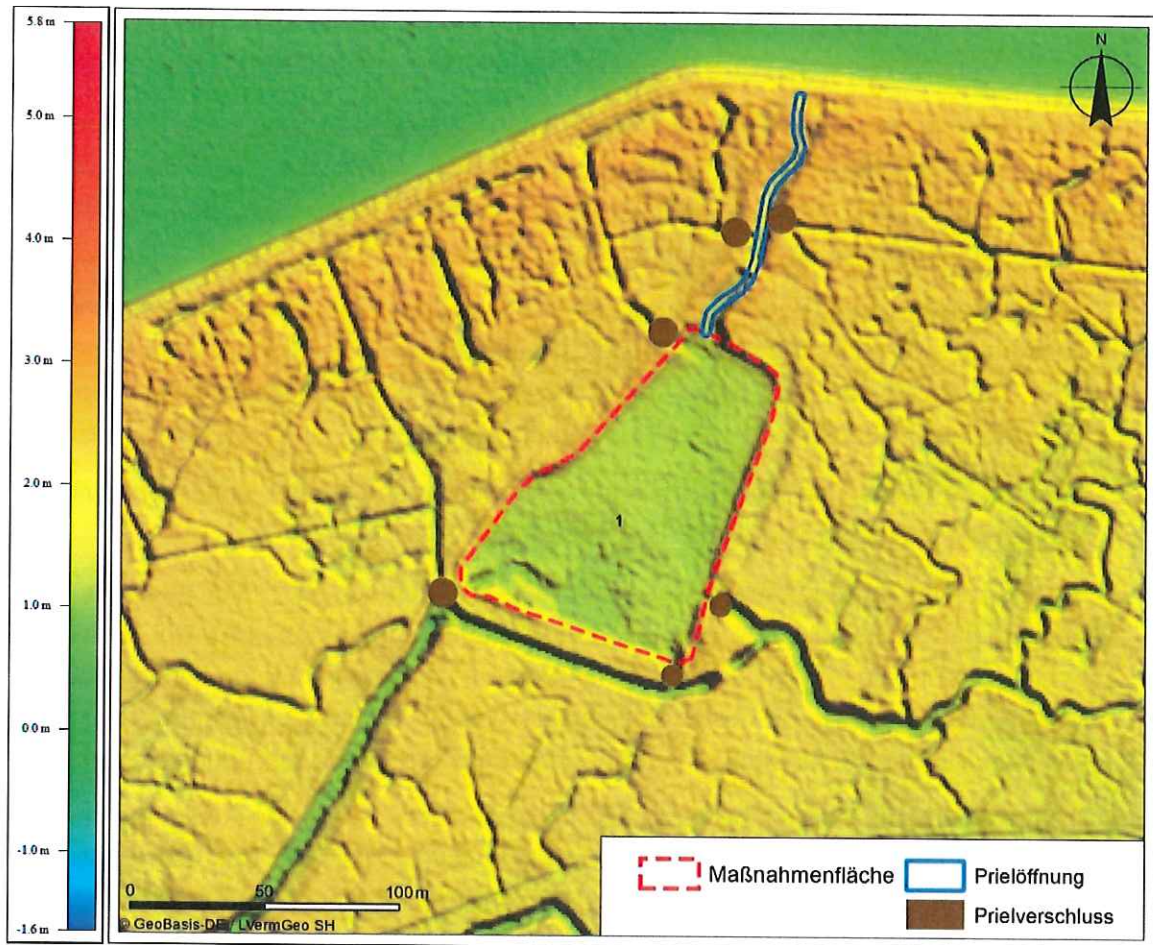 5.8 m
5.0 m
4.0 m
3.0 m
2.0 m
1.0 m
0.0 m
-1.0 m
-1.6 m
N
1
0 50 100 m
© GeoBasis-DE / LVermGeo SH
Maßnahmenfläche
Prielöffnung
Prielverschluss